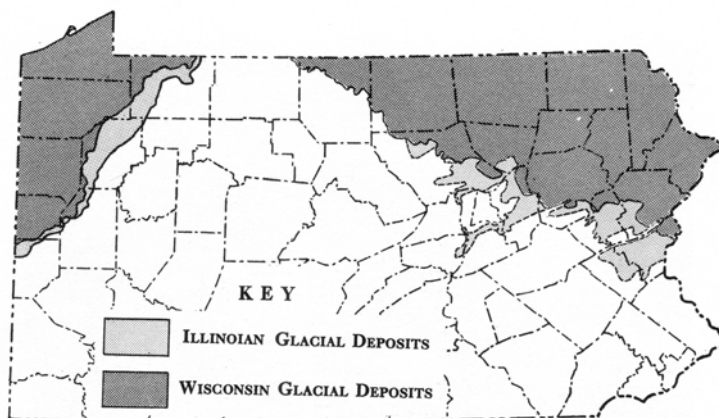 KEY
ILLINOIAN GLACIAL DEPOSITS
WISCONSIN GLACIAL DEPOSITS